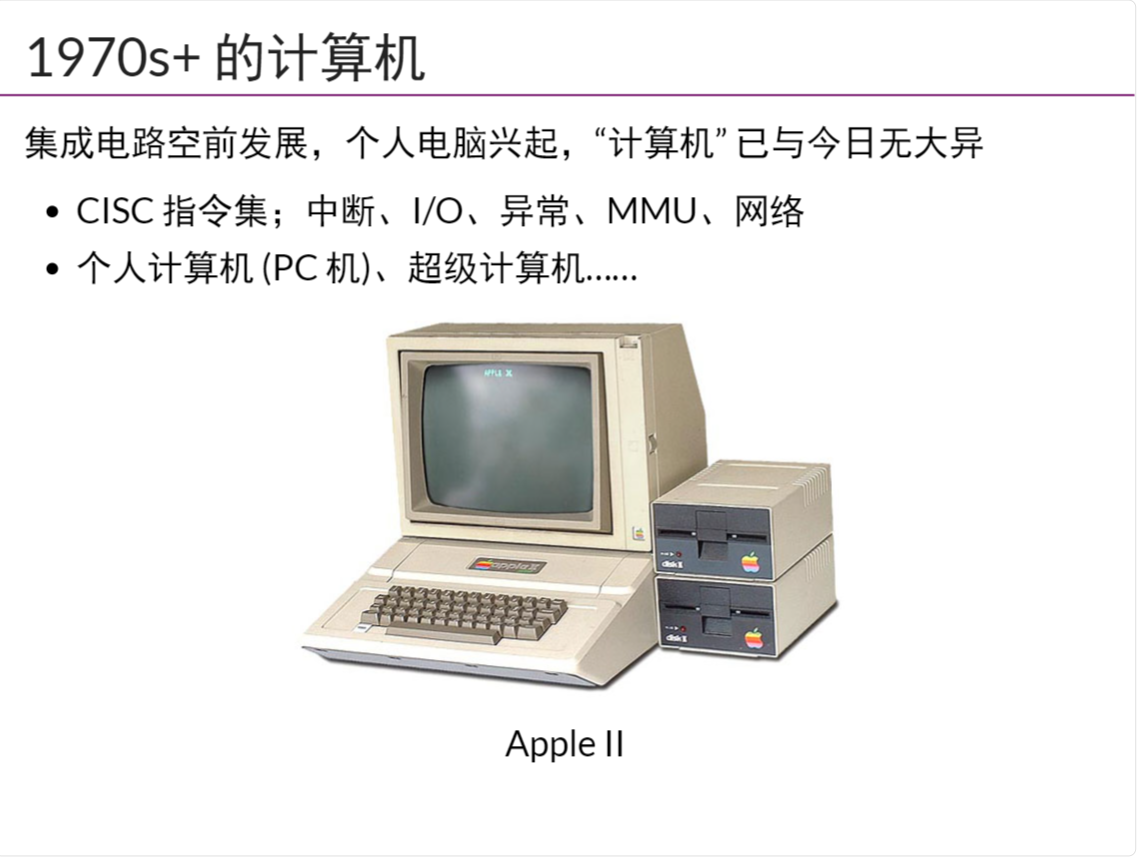 1970s+ 的计算机
集成电路空前发展，个人电脑兴起，“计算机” 已与今日无大异
• CISC 指令集；中断、I/O、异常、MMU、网络
• 个人计算机 (PC 机)、超级计算机……
APPLE ][
apple II
disk II
disk II
Apple II